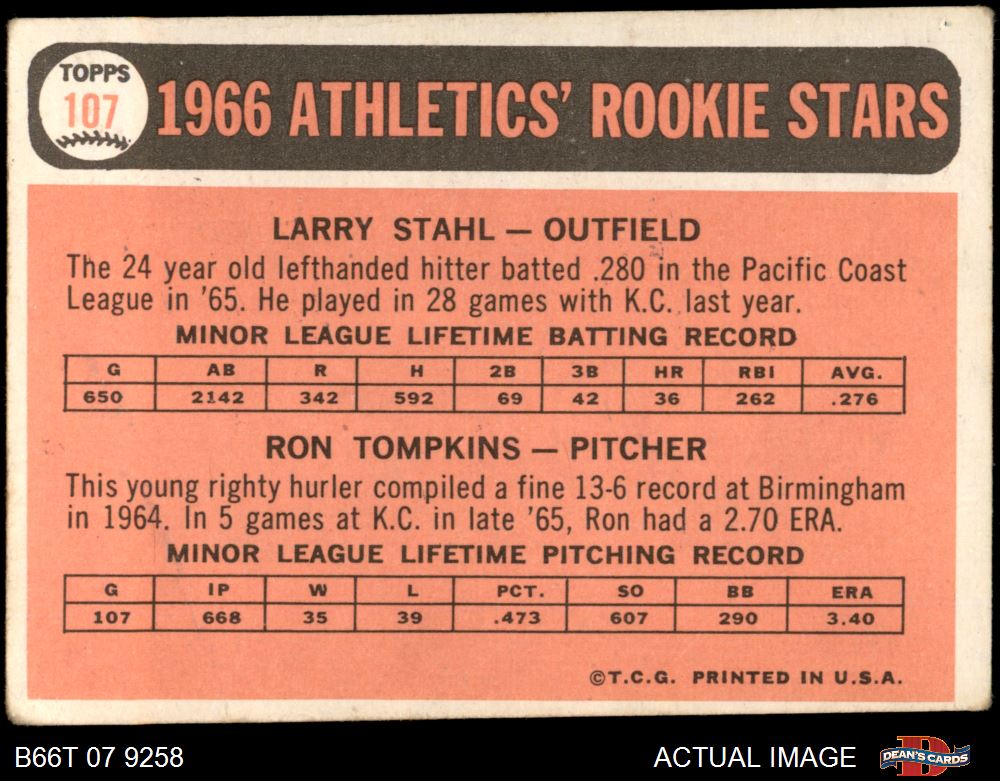 TOPPS
107
1966 ATHLETICS' ROOKIE STARS
LARRY STAHL — OUTFIELD
The 24 year old lefthanded hitter batted .280 in the Pacific Coast
League in '65. He played in 28 games with K.C. last year.
MINOR LEAGUE LIFETIME BATTING RECORD
G AB R H 2B 3B HR RBI AVG.
650 2142 342 592 69 42 36 262 .276
RON TOMPKINS — PITCHER
This young righty hurler compiled a fine 13-6 record at Birmingham
in 1964. In 5 games at K.C. in late '65, Ron had a 2.70 ERA.
MINOR LEAGUE LIFETIME PITCHING RECORD
G IP W L PCT. SO BB ERA
107 668 35 39 .473 607 290 3.40
©T.C.G. PRINTED IN U.S.A.
B66T 07 9258
ACTUAL IMAGE
DEAN'S CARDS